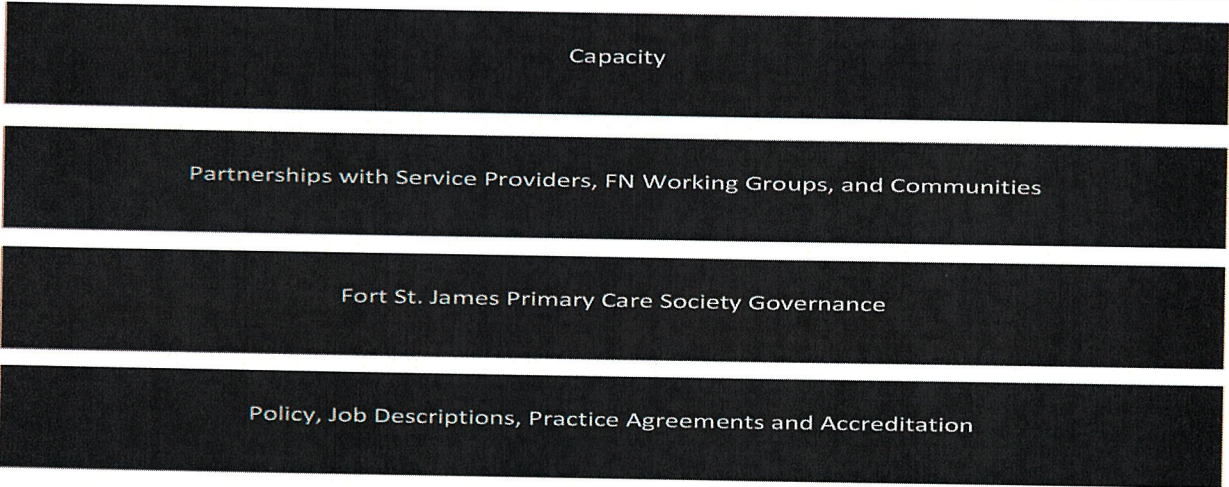 Capacity
Partnerships with Service Providers, FN Working Groups, and Communities
Fort St. James Primary Care Society Governance
Policy, Job Descriptions, Practice Agreements and Accreditation